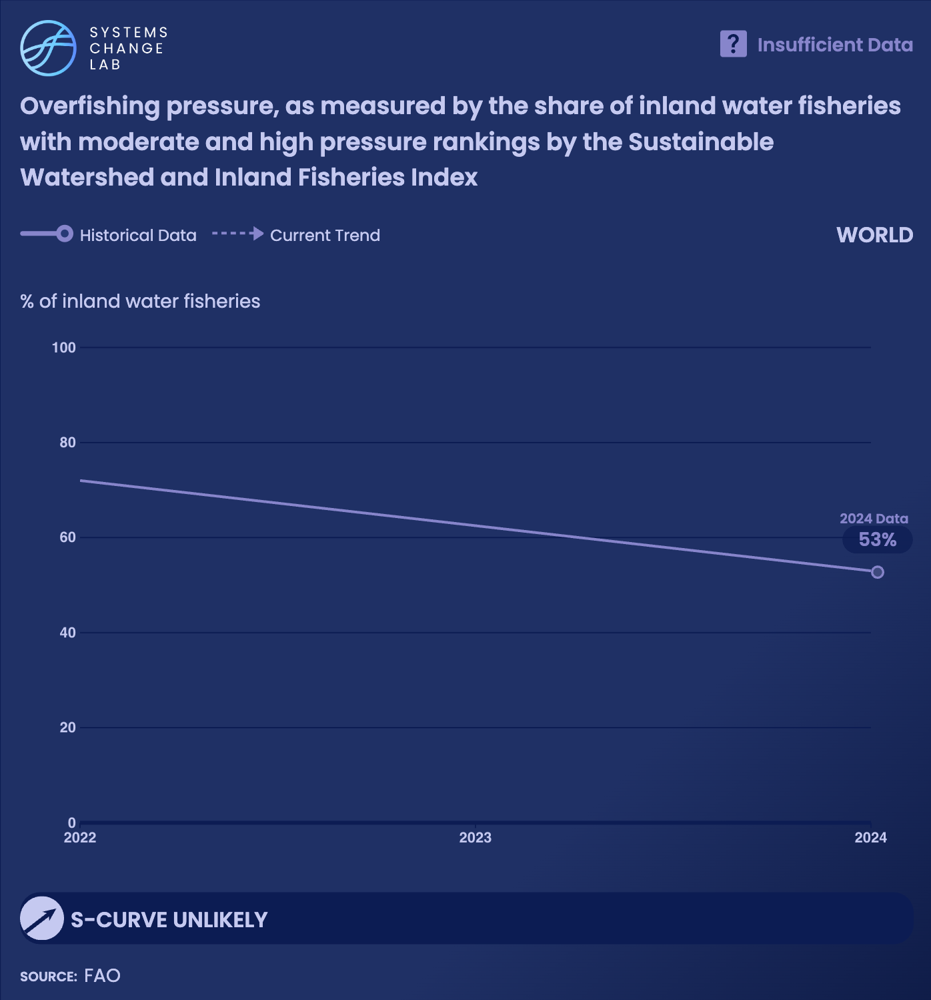 SYSTEMS
CHANGE
LAB
? Insufficient Data
Overfishing pressure, as measured by the share of inland water fisheries
with moderate and high pressure rankings by the Sustainable
Watershed and Inland Fisheries Index
Historical Data Current Trend
WORLD
% of inland water fisheries
100
80
2024 Data
60
53%
40
20
0
2022 2023 2024
S-CURVE UNLIKELY
SOURCE: FAO